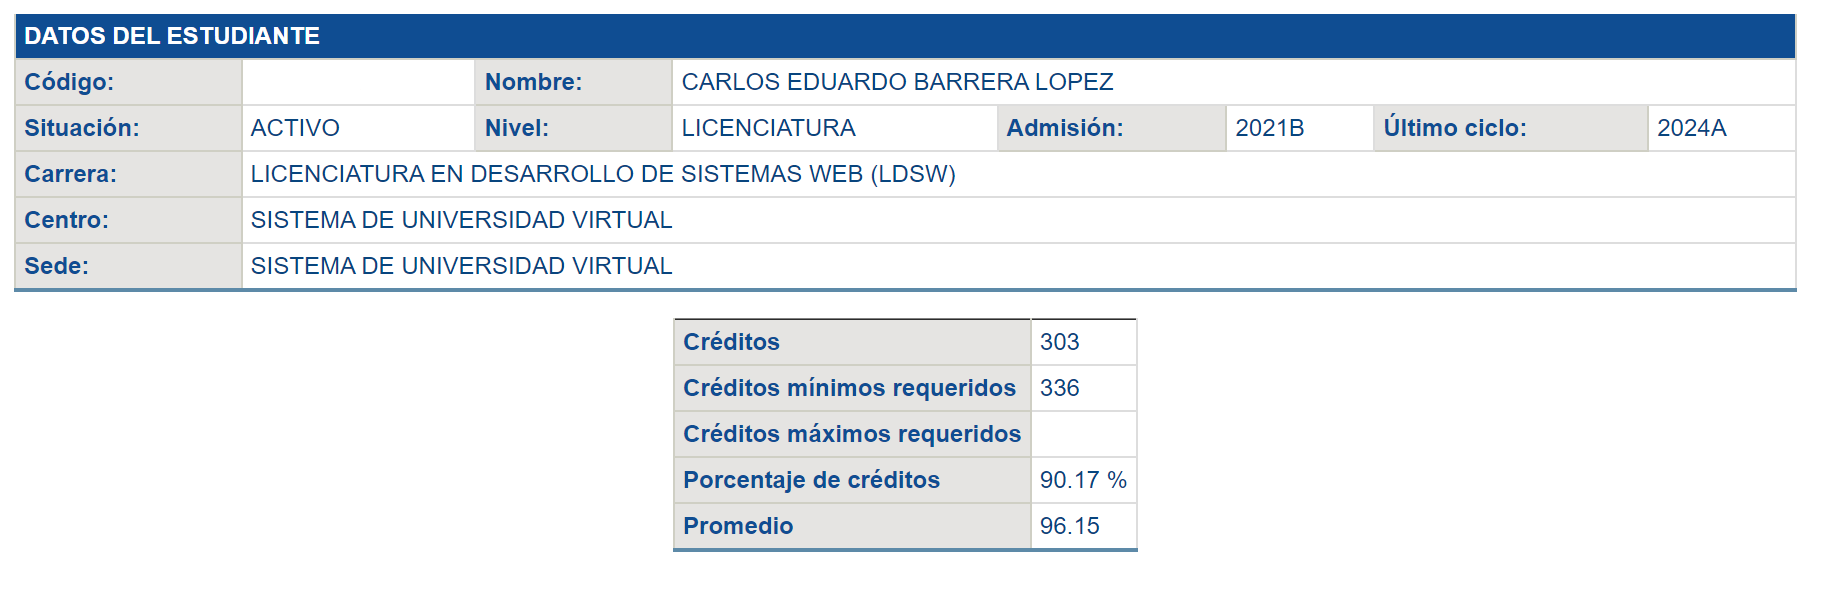 DATOS DEL ESTUDIANTE
Código: Nombre: CARLOS EDUARDO BARRERA LOPEZ
Situación: ACTIVO Nivel: LICENCIATURA Admisión: 2021B Último ciclo: 2024A
Carrera: LICENCIATURA EN DESARROLLO DE SISTEMAS WEB (LDSW)
Centro: SISTEMA DE UNIVERSIDAD VIRTUAL
Sede: SISTEMA DE UNIVERSIDAD VIRTUAL
Créditos 303
Créditos mínimos requeridos 336
Créditos máximos requeridos
Porcentaje de créditos 90.17 %
Promedio 96.15